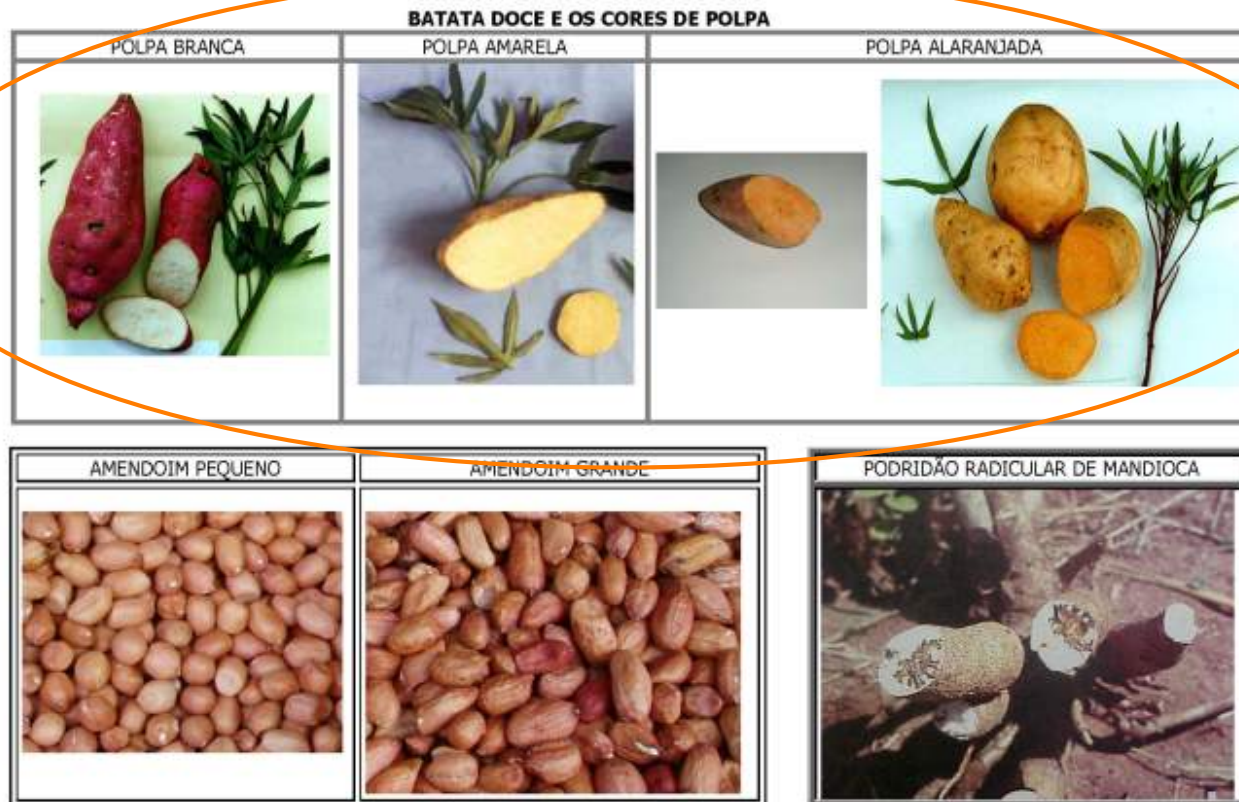 BATATA DOCE E OS CORES DE POLPA
POLPA BRANCA
POLPA AMARELA
POLPA ALARANJADA
AMENDOIM PEQUENO
AMENDOIM GRANDE
PODRIDÃO RADICULAR DE MANDIOCA